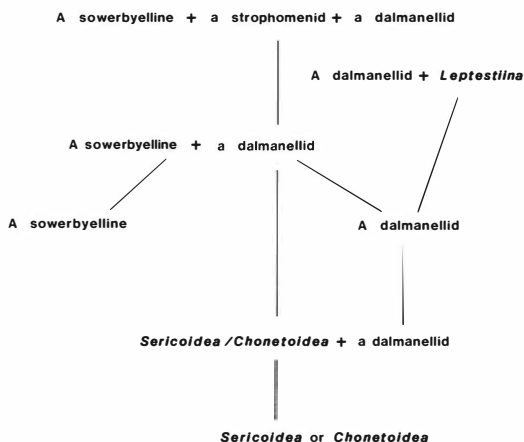 A sowerbyelline + a strophomenid + a dalmanellid
A dalmanellid + Leptestiina
A sowerbyelline + a dalmanellid
A sowerbyelline
A dalmanellid
Sericoidea/Chonetoidea + a dalmanellid
Sericoidea or Chonetoidea